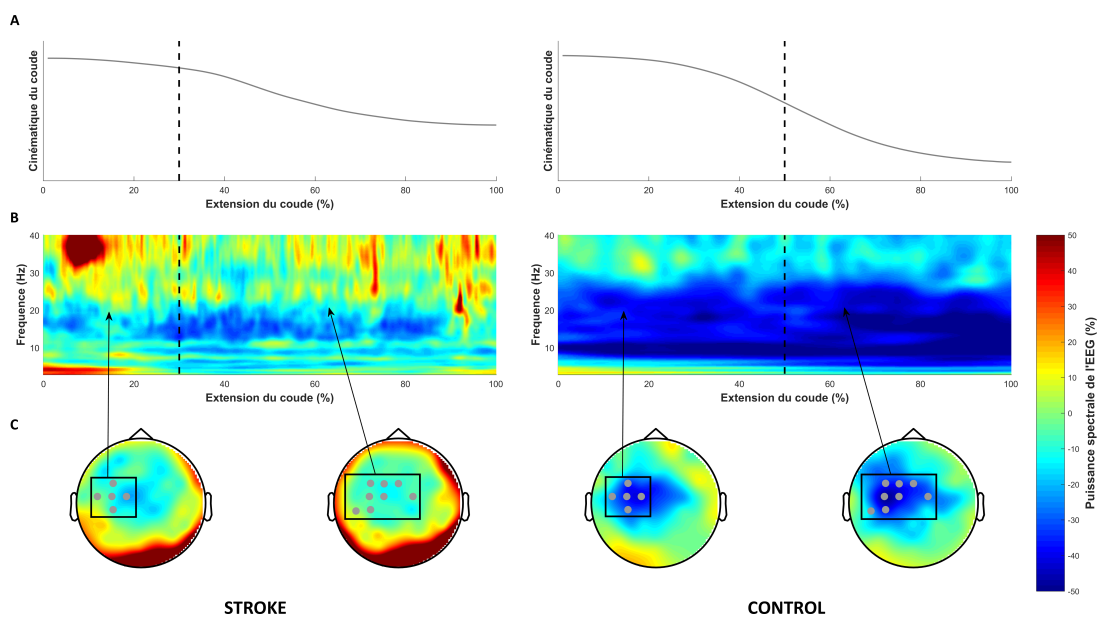 A
Cinématique du coude
0 20 40 60 80 100
Extension du coude (%)
Cinématique du coude
0 20 40 60 80 100
Extension du coude (%)
B
Frequence (Hz)
40
30
20
10
0 20 40 60 80 100
Extension du coude (%)
Frequence (Hz)
40
30
20
10
0 20 40 60 80 100
Extension du coude (%)
50
40
30
20
10
0
-10
-20
-30
-40
-50
Puissance spectrale de l'EEG (%)
C
STROKE
CONTROL